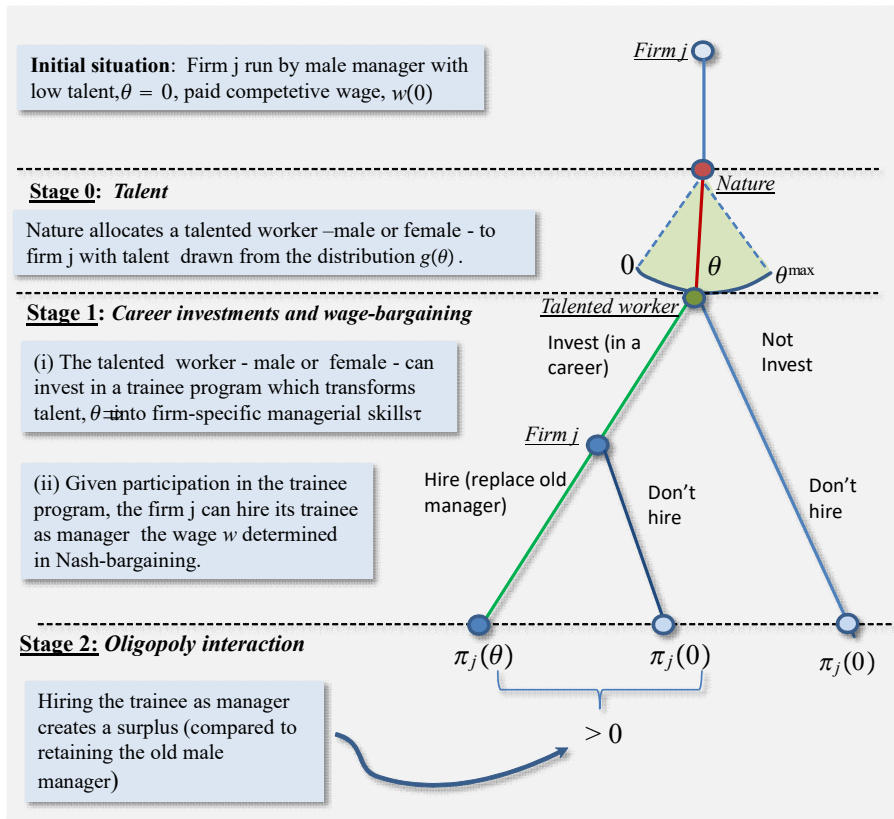 Firm j
Initial situation: Firm j run by male manager with
low talent,θ = 0, paid competetive wage, w(0)
Stage 0: Talent
Nature
Nature allocates a talented worker –male or female - to
firm j with talent drawn from the distribution g(θ) .
0
θ
θᵐᵃˣ
Stage 1: Career investments and wage-bargaining
Talented worker
Invest (in a
career)
Not
Invest
(i) The talented worker - male or female - can
invest in a trainee program which transforms
talent, θ⇒into firm-specific managerial skillsτ
Firm j
(ii) Given participation in the trainee
program, the firm j can hire its trainee
as manager the wage w determined
in Nash-bargaining.
Hire (replace old
manager)
Don't
hire
Don't
hire
Stage 2: Oligopoly interaction
πⱼ(θ)
πⱼ(0)
πⱼ(0)
Hiring the trainee as manager
creates a surplus (compared to
retaining the old male
manager)
> 0